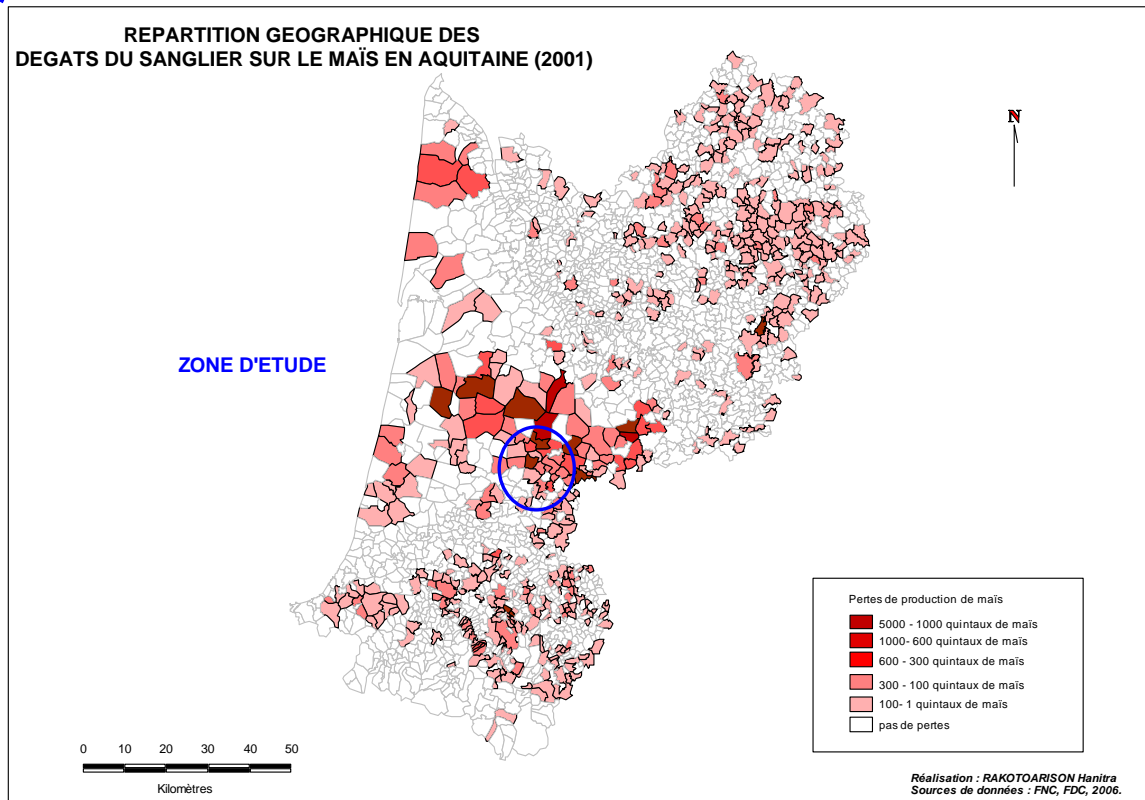 REPARTITION GEOGRAPHIQUE DES
DEGATS DU SANGLIER SUR LE MAÏS EN AQUITAINE (2001)
N
ZONE D'ETUDE
Pertes de production de maïs
5000 - 1000 quintaux de maïs
1000- 600 quintaux de maïs
600 - 300 quintaux de maïs
300 - 100 quintaux de maïs
100- 1 quintaux de maïs
pas de pertes
0 10 20 30 40 50
Kilomètres
Réalisation : RAKOTOARISON Hanitra
Sources de données : FNC, FDC, 2006.